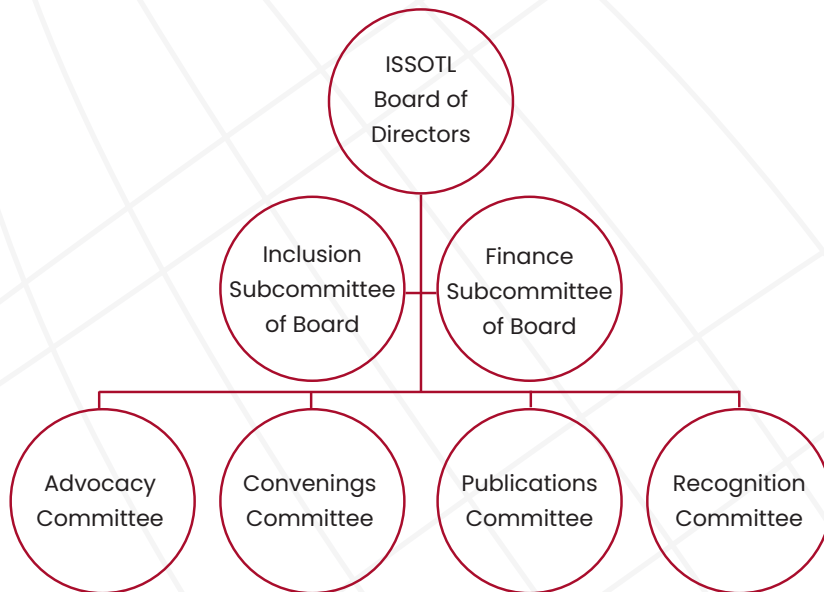 ISSOTL
Board of
Directors
Inclusion
Subcommittee
of Board
Finance
Subcommittee
of Board
Advocacy
Committee
Convenings
Committee
Publications
Committee
Recognition
Committee